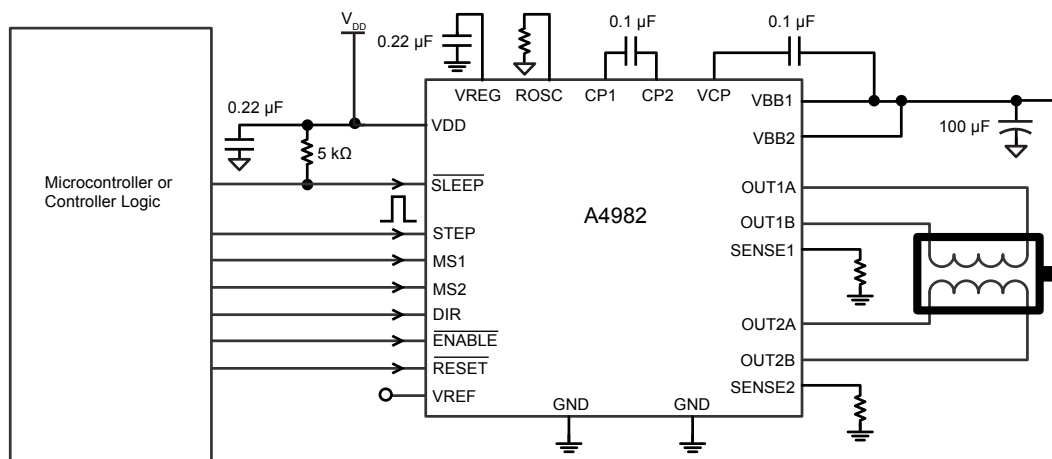 V_DD
0.22 µF
0.1 µF
0.1 µF
0.22 µF
VREG
ROSC
CP1
CP2
VCP
VBB1
VDD
VBB2
100 µF
5 kΩ
Microcontroller or
Controller Logic
SLEEP
OUT1A
A4982
OUT1B
STEP
SENSE1
MS1
MS2
DIR
OUT2A
ENABLE
OUT2B
RESET
SENSE2
VREF
GND
GND